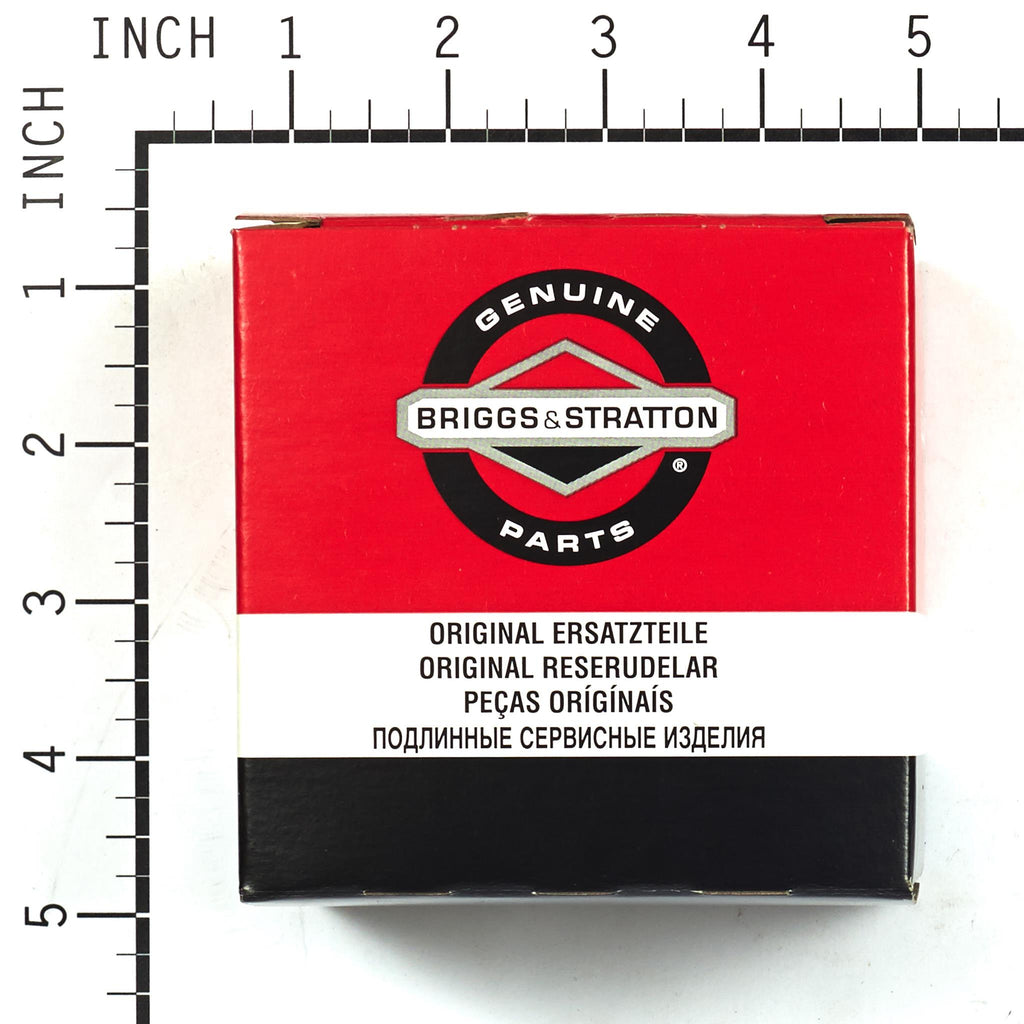 INCH 1 2 3 4 5
INCH
1
2
3
4
5
GENUINE
BRIGGS & STRATTON
®
PARTS
ORIGINAL ERSATZTEILE
ORIGINAL RESERUDELAR
PEÇAS ORÍGÍNAÍS
ПОДЛИННЫЕ СЕРВИСНЫЕ ИЗДЕЛИЯ